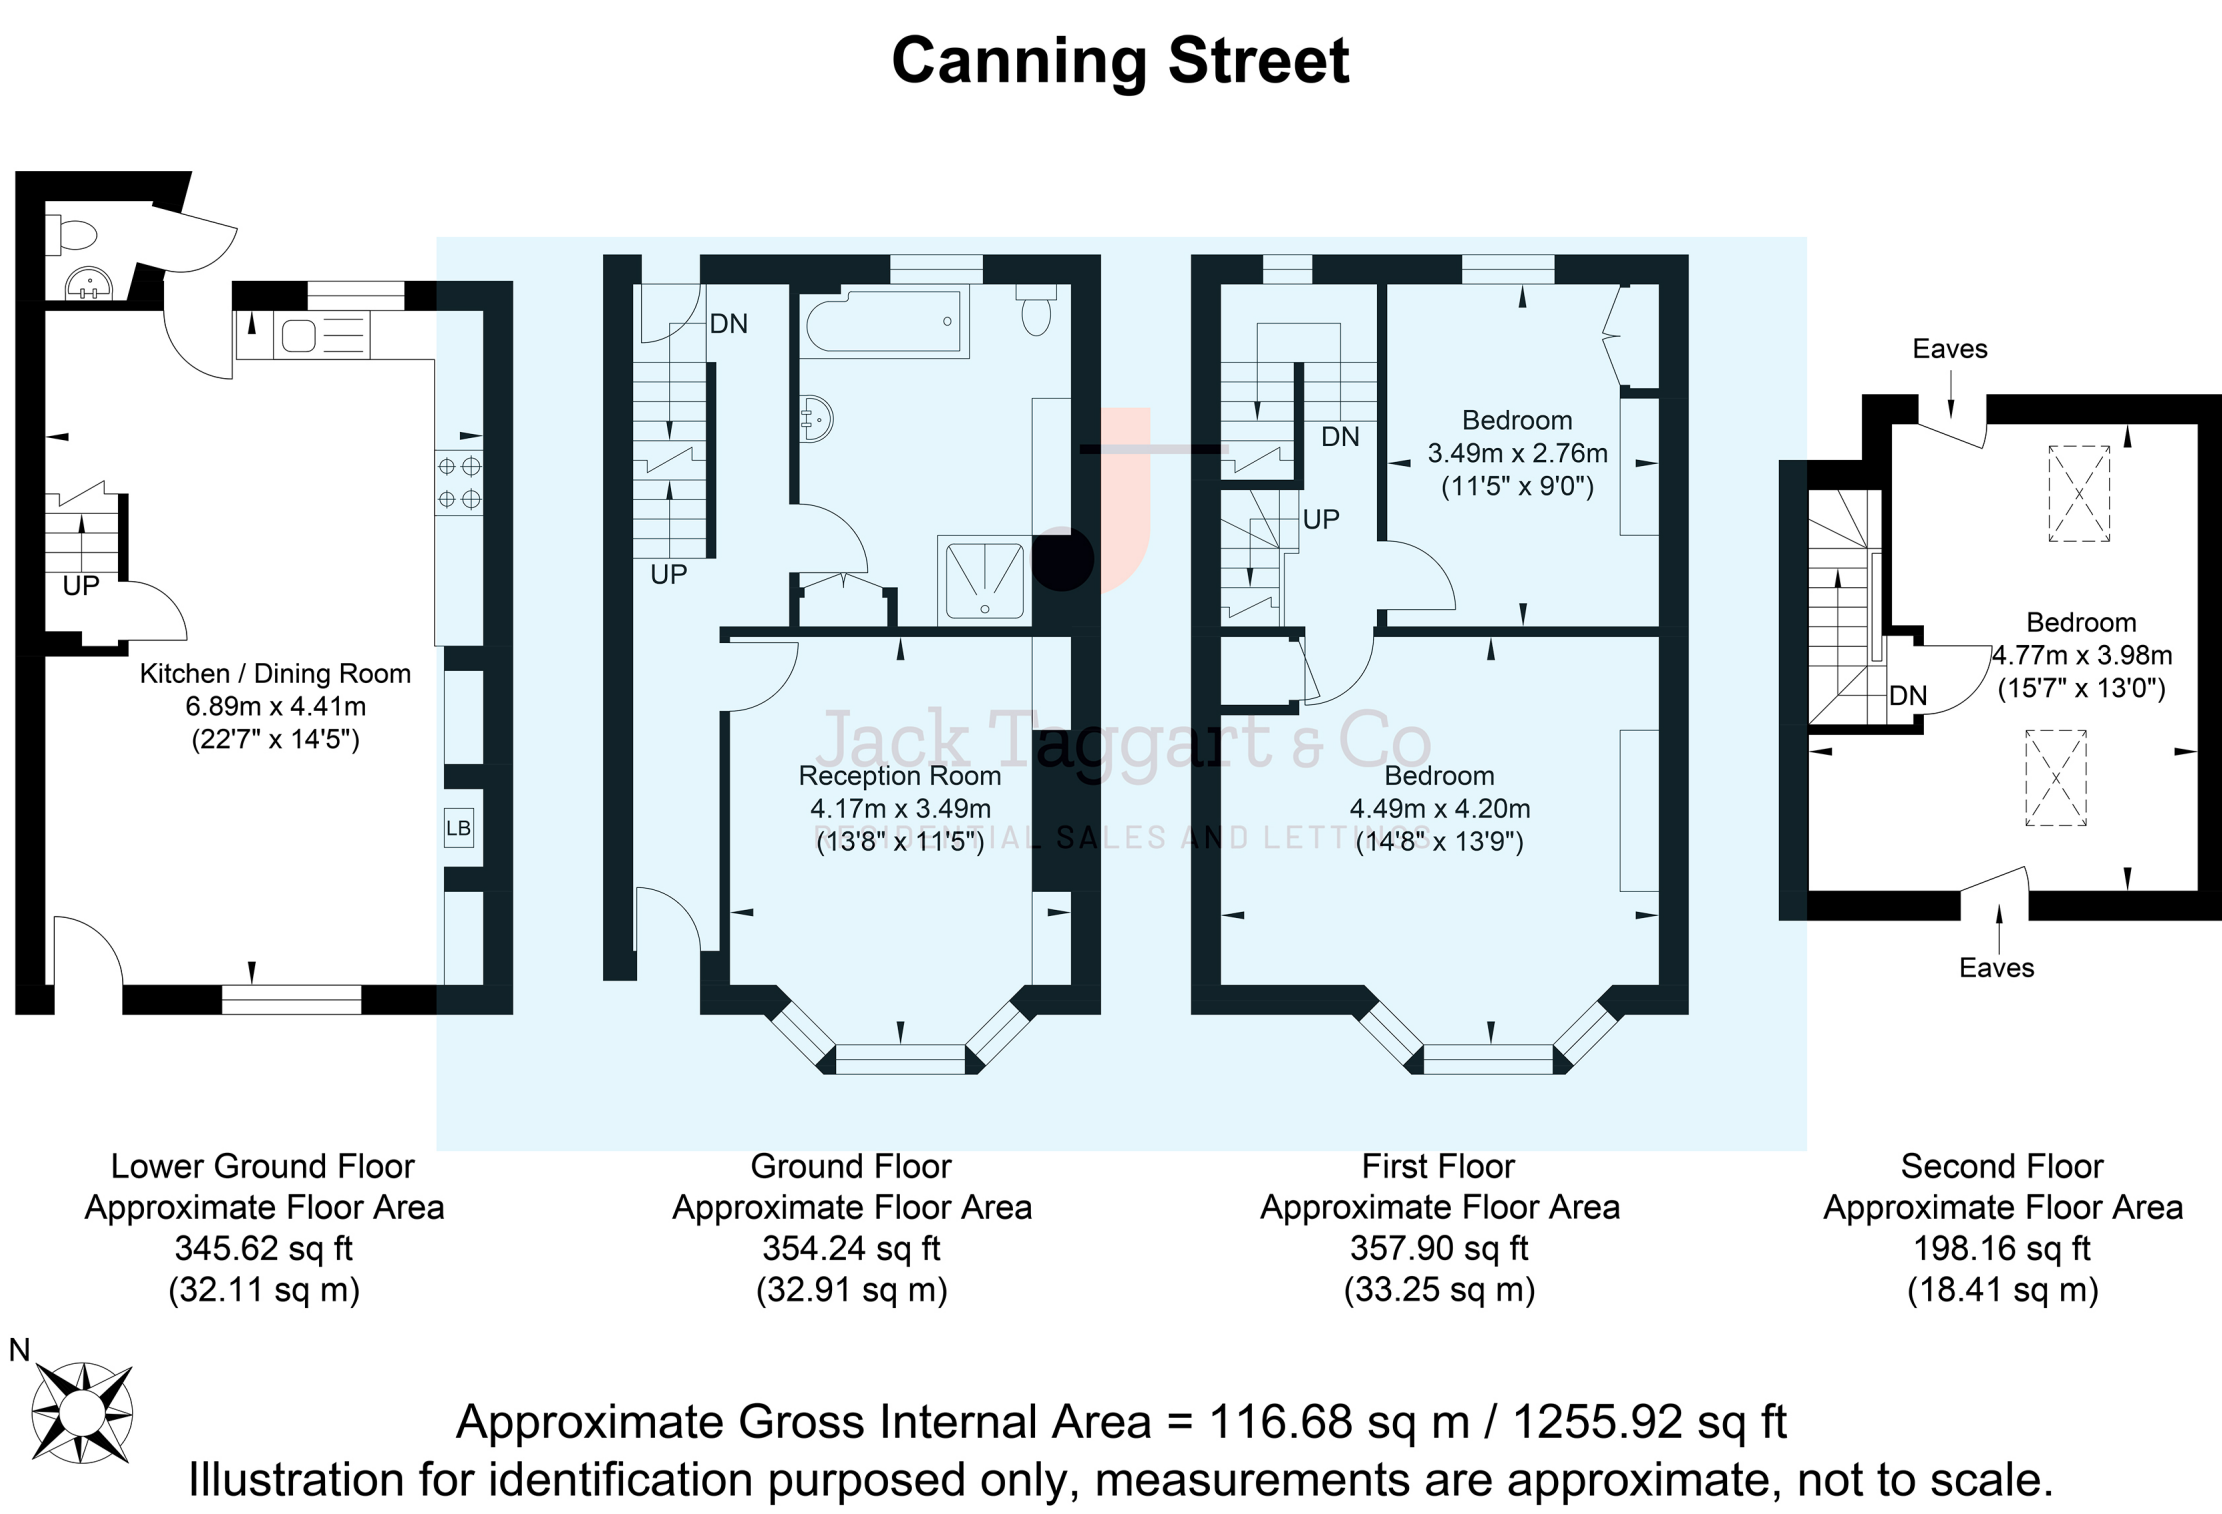 Canning Street
Kitchen / Dining Room
6.89m x 4.41m
(22'7" x 14'5")
UP
LB
DN
UP
Reception Room
4.17m x 3.49m
(13'8" x 11'5")
DN
UP
Bedroom
3.49m x 2.76m
(11'5" x 9'0")
Bedroom
4.49m x 4.20m
(14'8" x 13'9")
Jack Taggart & Co
RESIDENTIAL SALES AND LETTINGS
Eaves
Bedroom
4.77m x 3.98m
(15'7" x 13'0")
DN
Eaves
Lower Ground Floor
Approximate Floor Area
345.62 sq ft
(32.11 sq m)
Ground Floor
Approximate Floor Area
354.24 sq ft
(32.91 sq m)
First Floor
Approximate Floor Area
357.90 sq ft
(33.25 sq m)
Second Floor
Approximate Floor Area
198.16 sq ft
(18.41 sq m)
N
Approximate Gross Internal Area = 116.68 sq m / 1255.92 sq ft
Illustration for identification purposed only, measurements are approximate, not to scale.